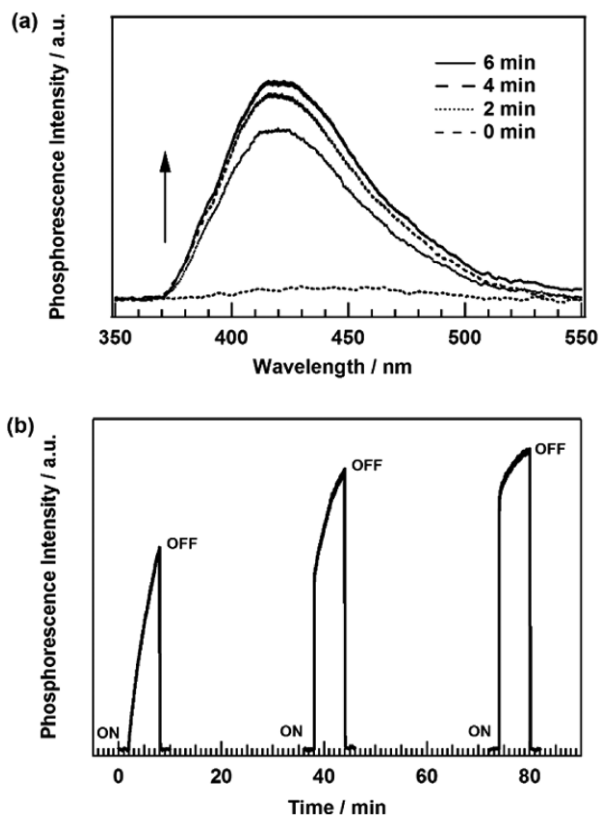 (a)
Phosphorescence Intensity / a.u.
6 min
4 min
2 min
0 min
350 400 450 500 550
Wavelength / nm
(b)
Phosphorescence Intensity / a.u.
OFF OFF OFF
ON ON ON
0 20 40 60 80
Time / min